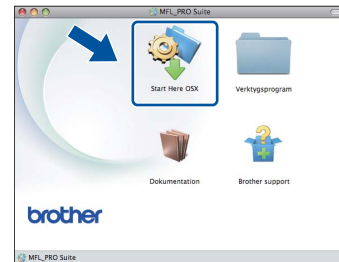 MFL_PRO Suite
Start Here OSX
Verktygsprogram
Dokumentation
Brother support
brother
MFL_PRO Suite